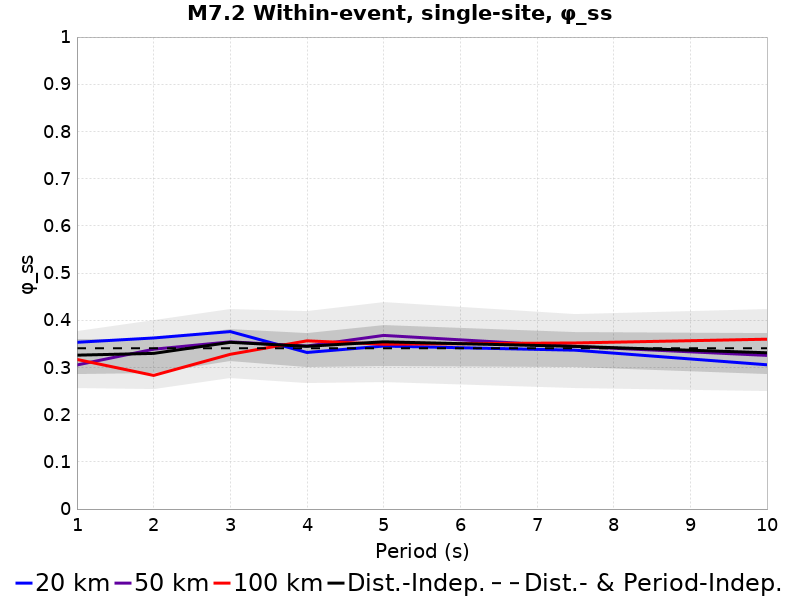 M7.2 Within-event, single-site, φ_ss
1
0.9
0.8
0.7
0.6
0.5
0.4
0.3
0.2
0.1
0
φ_ss
1 2 3 4 5 6 7 8 9 10
Period (s)
20 km 50 km 100 km Dist.-Indep. Dist.- & Period-Indep.